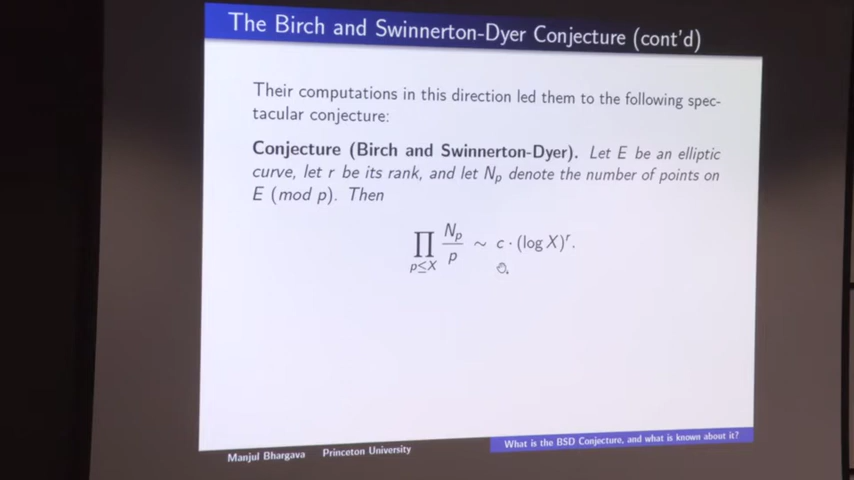 The Birch and Swinnerton-Dyer Conjecture (cont'd)
Their computations in this direction led them to the following spec-
tacular conjecture:
Conjecture (Birch and Swinnerton-Dyer). Let E be an elliptic
curve, let r be its rank, and let Nₚ denote the number of points on
E (mod p). Then
∏_{p≤X} Nₚ/p ∼ c · (log X)^r.
Manjul Bhargava Princeton University
What is the BSD Conjecture, and what is known about it?